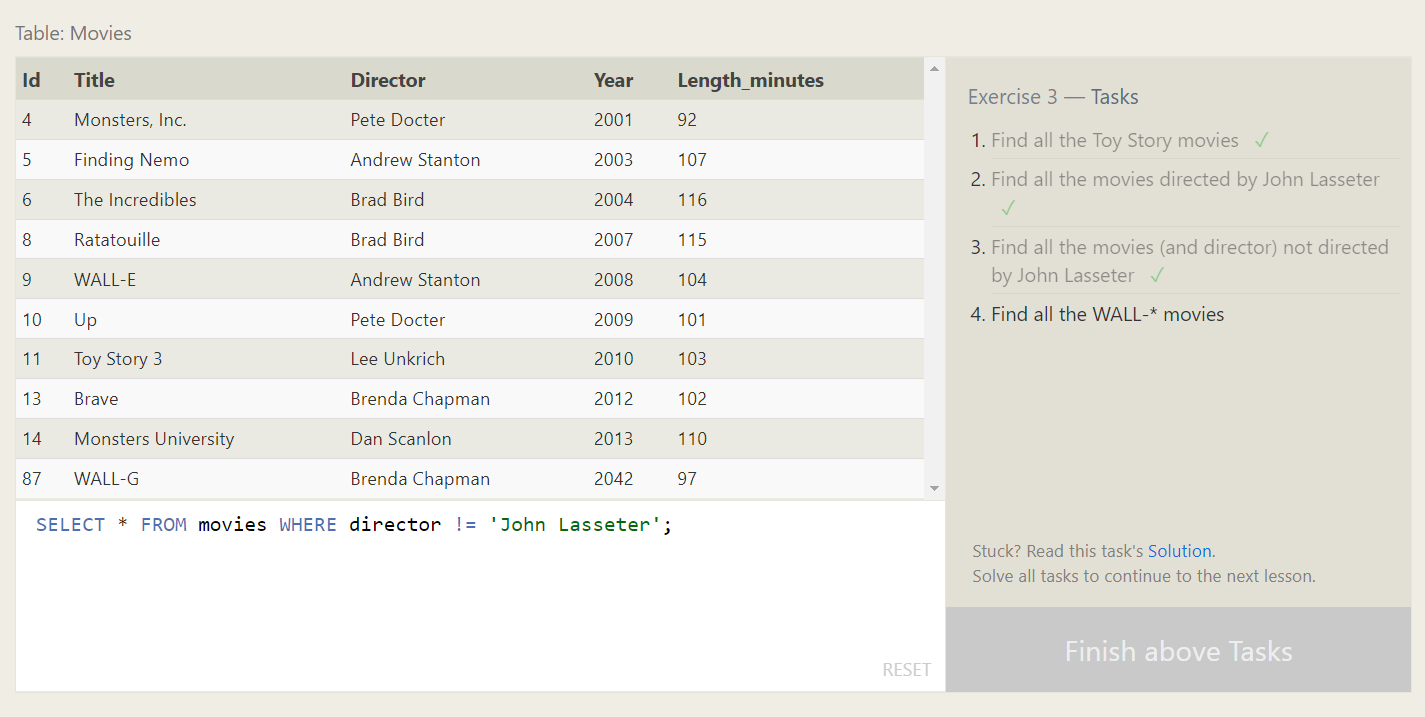 Table: Movies
Id Title Director Year Length_minutes
4 Monsters, Inc. Pete Docter 2001 92
5 Finding Nemo Andrew Stanton 2003 107
6 The Incredibles Brad Bird 2004 116
8 Ratatouille Brad Bird 2007 115
9 WALL-E Andrew Stanton 2008 104
10 Up Pete Docter 2009 101
11 Toy Story 3 Lee Unkrich 2010 103
13 Brave Brenda Chapman 2012 102
14 Monsters University Dan Scanlon 2013 110
87 WALL-G Brenda Chapman 2042 97
SELECT * FROM movies WHERE director != 'John Lasseter';
RESET
Exercise 3 — Tasks
1. Find all the Toy Story movies ✓
2. Find all the movies directed by John Lasseter
✓
3. Find all the movies (and director) not directed
by John Lasseter ✓
4. Find all the WALL-* movies
Stuck? Read this task's Solution.
Solve all tasks to continue to the next lesson.
Finish above Tasks